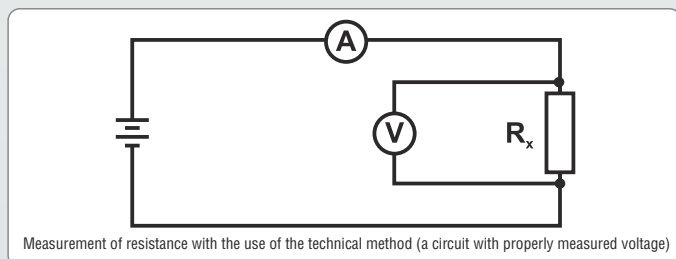 A
V
Rx
Measurement of resistance with the use of the technical method (a circuit with properly measured voltage)